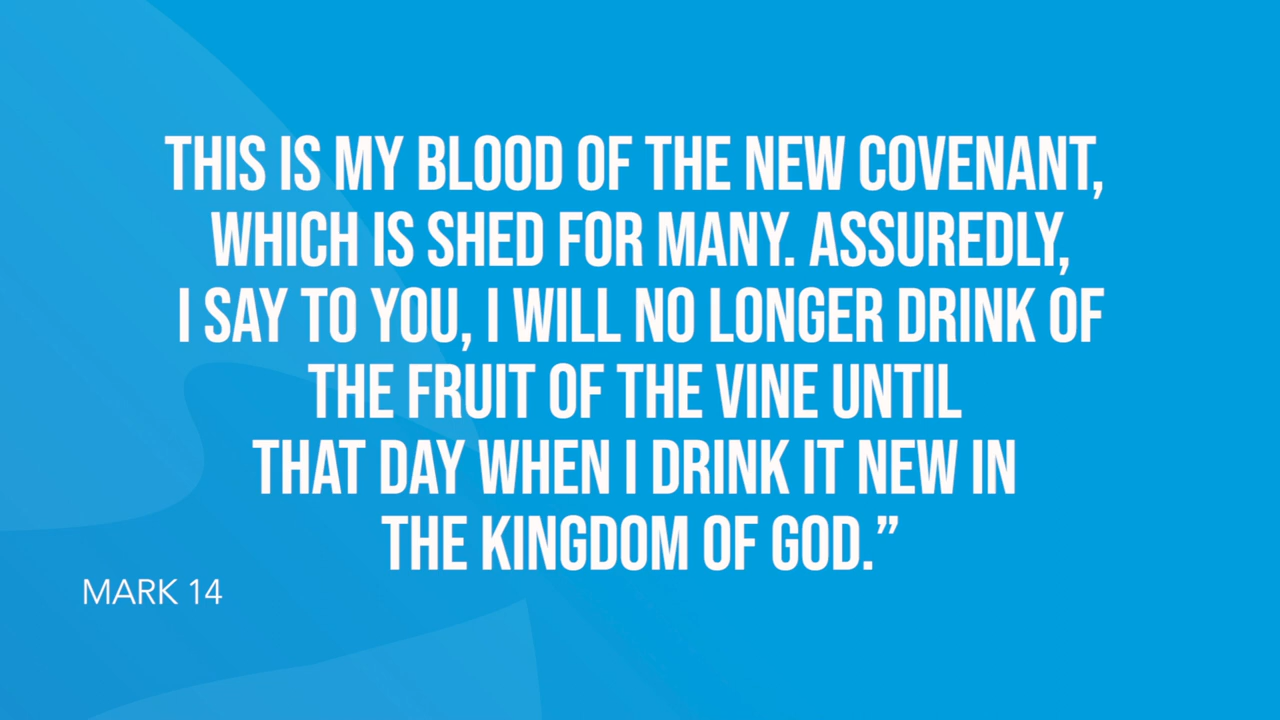 THIS IS MY BLOOD OF THE NEW COVENANT,
WHICH IS SHED FOR MANY. ASSUREDLY,
I SAY TO YOU, I WILL NO LONGER DRINK OF
THE FRUIT OF THE VINE UNTIL
THAT DAY WHEN I DRINK IT NEW IN
THE KINGDOM OF GOD.”
MARK 14